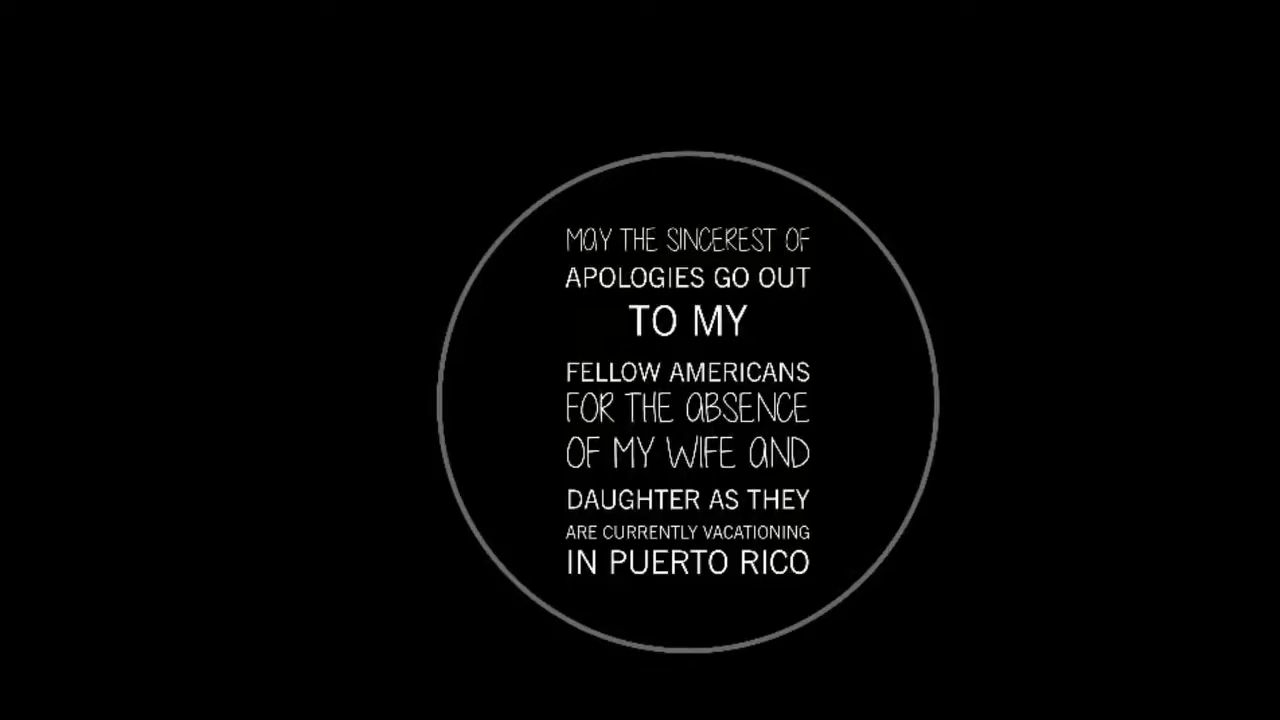 MAY THE SINCEREST OF
APOLOGIES GO OUT
TO MY
FELLOW AMERICANS
FOR THE ABSENCE
OF MY WIFE AND
DAUGHTER AS THEY
ARE CURRENTLY VACATIONING
IN PUERTO RICO